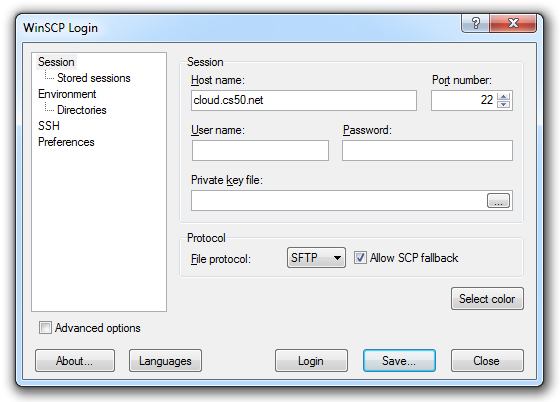 WinSCP Login
?
Session
Stored sessions
Environment
Directories
SSH
Preferences
Session
Host name:
Port number:
cloud.cs50.net
22
User name:
Password:
Private key file:
...
Protocol
File protocol:
SFTP
Allow SCP fallback
Select color
Advanced options
About...
Languages
Login
Save...
Close